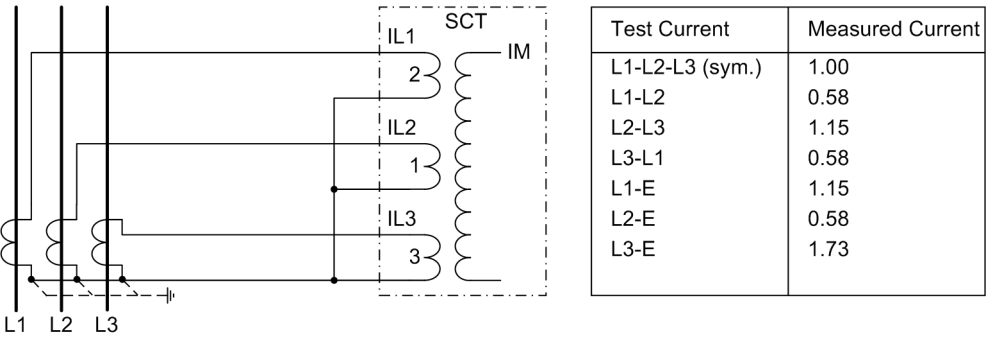 SCT
IL1
IM
2
IL2
1
IL3
3
L1 L2 L3
Test Current Measured Current
L1-L2-L3 (sym.) 1.00
L1-L2 0.58
L2-L3 1.15
L3-L1 0.58
L1-E 1.15
L2-E 0.58
L3-E 1.73